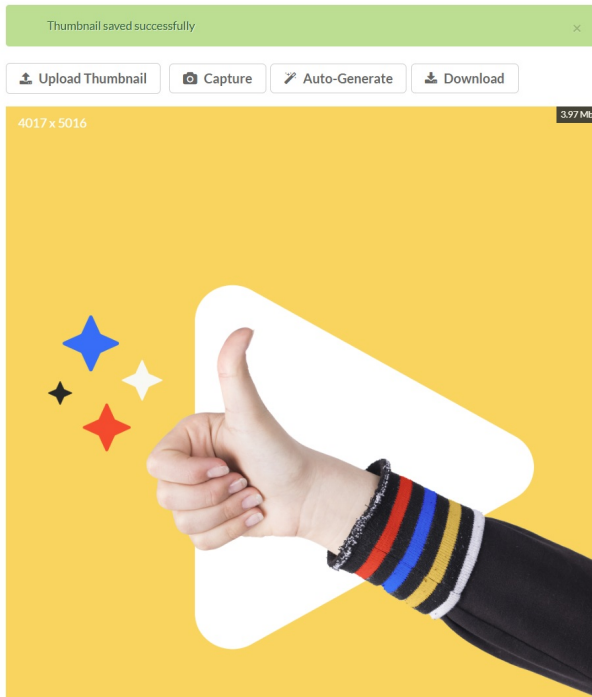 Thumbnail saved successfully ×
Upload Thumbnail Capture Auto-Generate Download
4017 x 5016 3.97 Mb